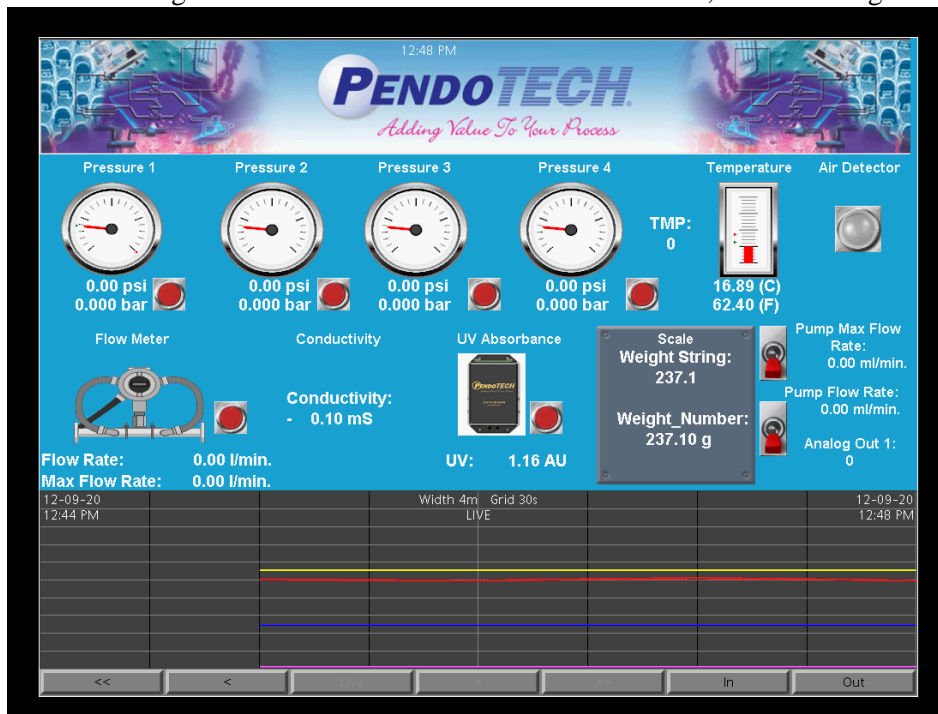 12:48 PM
PENDOTECH.
Adding Value To Your Process
Pressure 1 Pressure 2 Pressure 3 Pressure 4 Temperature Air Detector
TMP:
0
0.00 psi 0.00 psi 0.00 psi 0.00 psi 16.89 (C)
0.000 bar 0.000 bar 0.000 bar 0.000 bar 62.40 (F)
Flow Meter Conductivity UV Absorbance Scale Pump Max Flow
Rate:
Weight String:
237.1
0.00 ml/min.
PENDOTECH
Conductivity:
- 0.10 mS
Pump Flow Rate:
0.00 ml/min.
Weight_Number:
237.10 g
Analog Out 1:
0
Flow Rate: 0.00 l/min. UV: 1.16 AU
Max Flow Rate: 0.00 l/min.
12-09-20 Width 4m Grid 30s 12-09-20
12:44 PM LIVE 12:48 PM
<< < Live > >> In Out